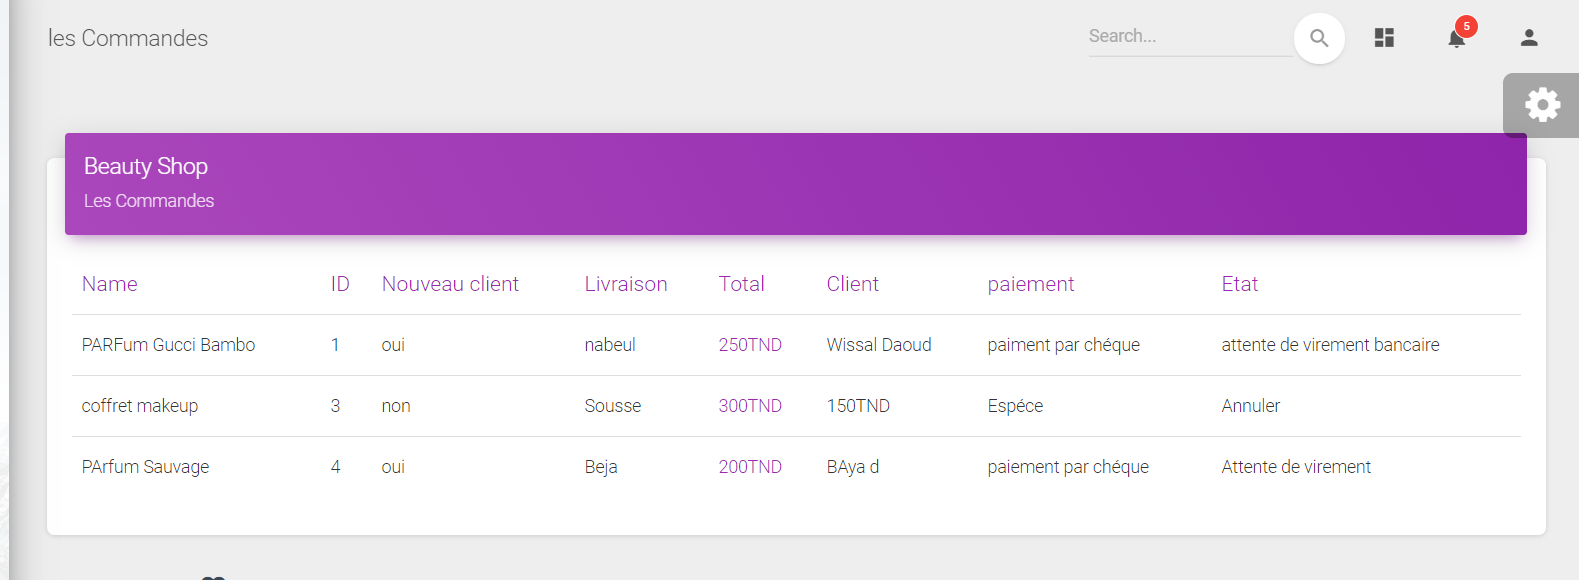 les Commandes
Search...
5
Beauty Shop
Les Commandes
Name ID Nouveau client Livraison Total Client paiement Etat
PARFum Gucci Bambo 1 oui nabeul 250TND Wissal Daoud paiment par chéque attente de virement bancaire
coffret makeup 3 non Sousse 300TND 150TND Espéce Annuler
PArfum Sauvage 4 oui Beja 200TND BAya d paiement par chéque Attente de virement